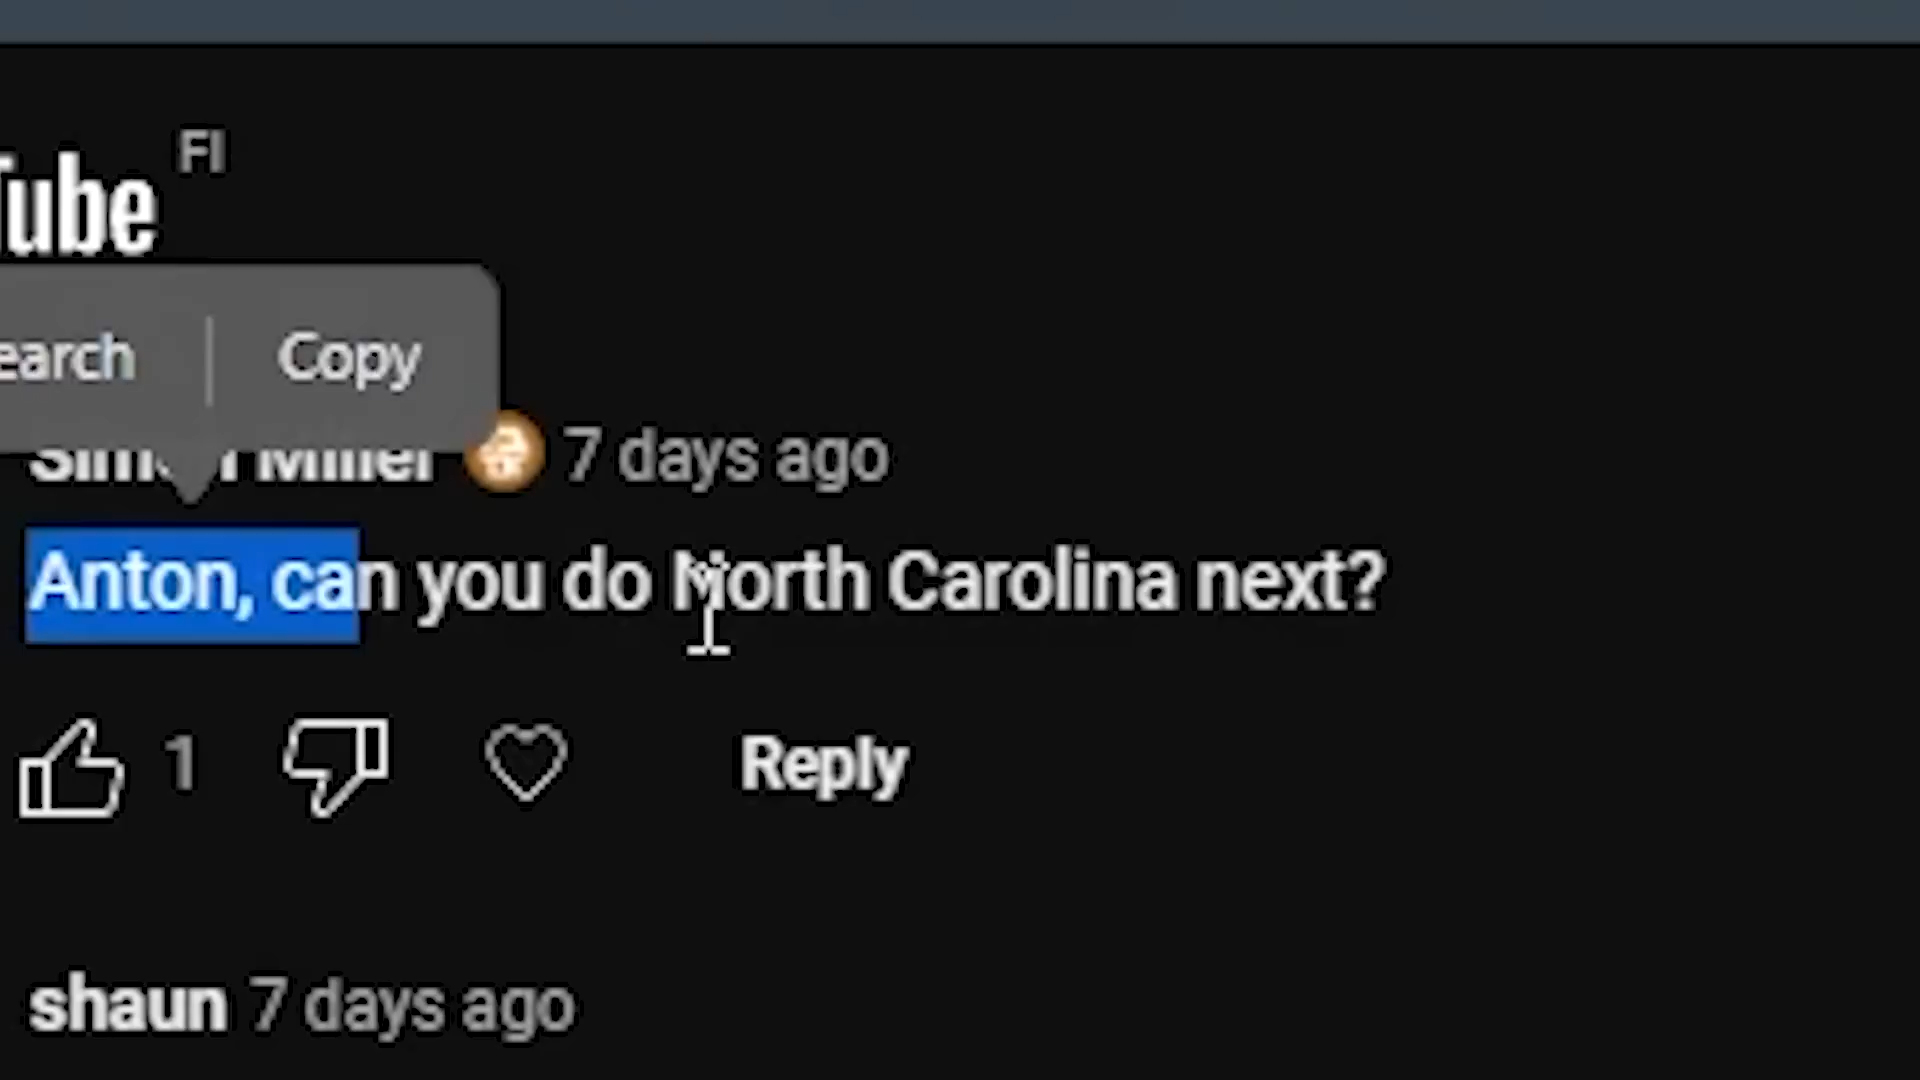 Tube FI
earch | Copy
Miller 7 days ago
Anton, can you do North Carolina next?
1 Reply
shaun 7 days ago